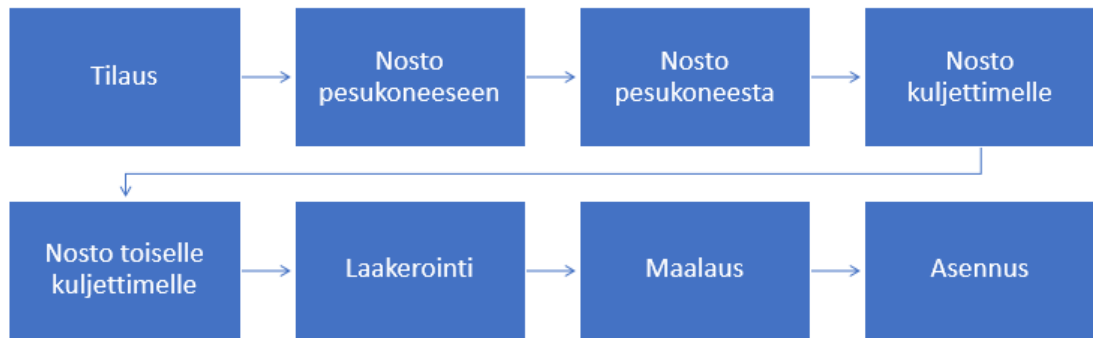 Tilaus
Nosto
pesukoneeseen
Nosto
pesukoneesta
Nosto
kuljettimelle
Nosto toiselle
kuljettimelle
Laakerointi
Maalaus
Asennus